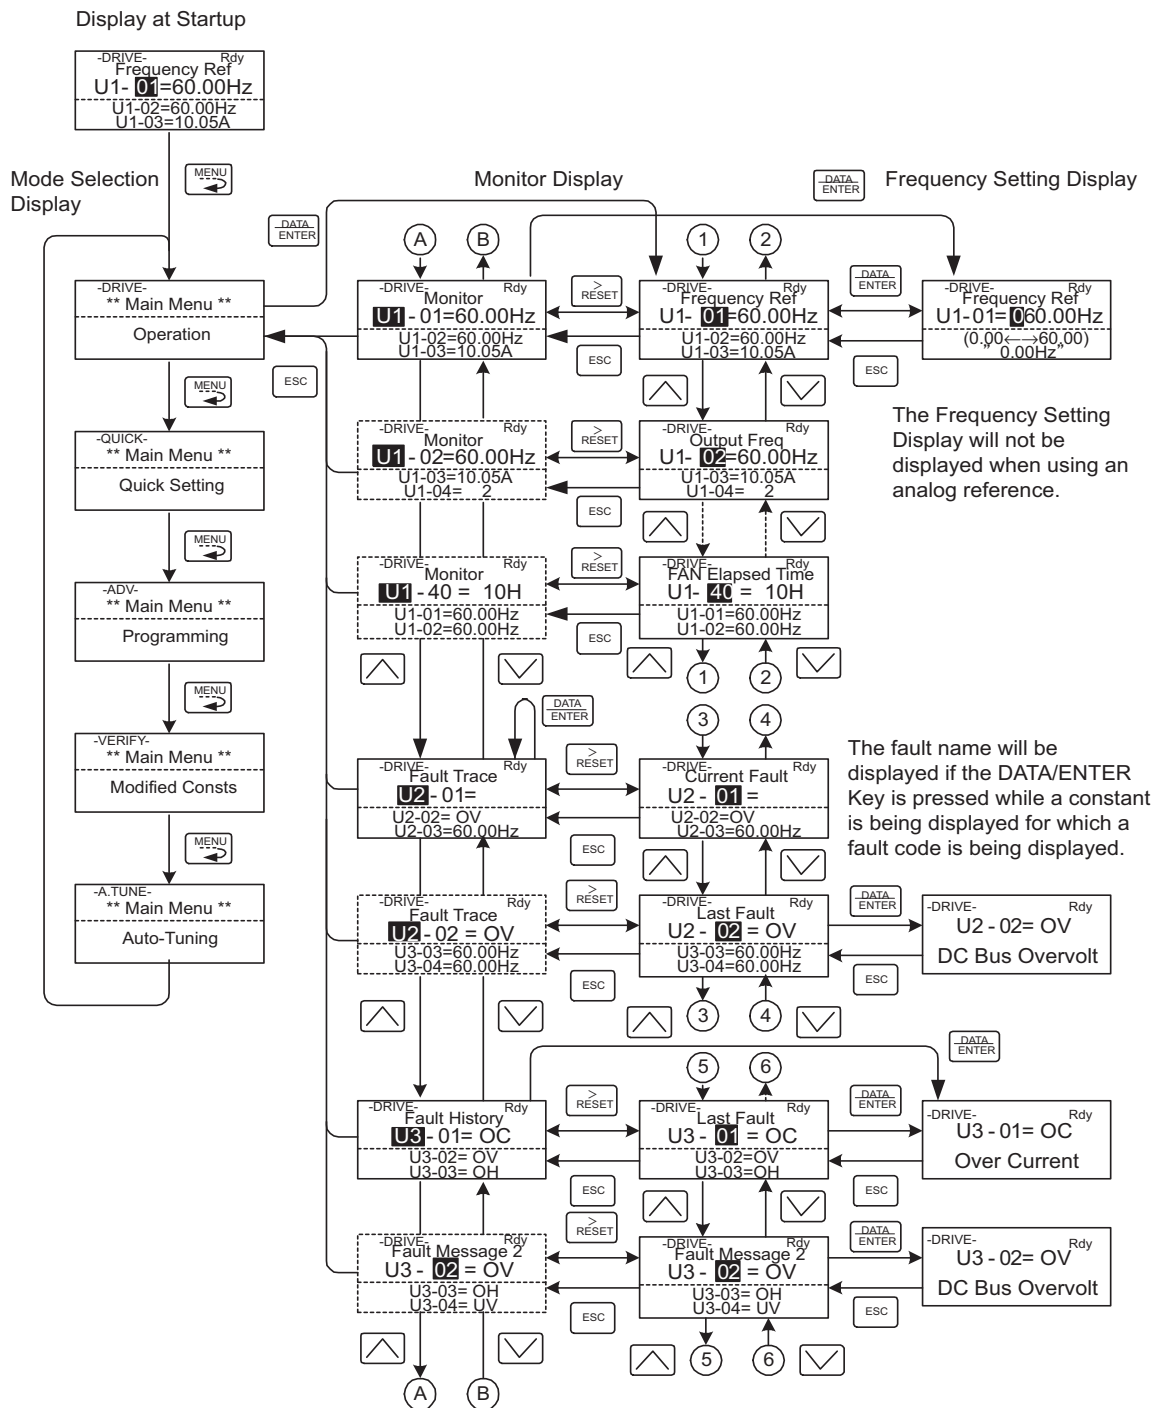 Display at Startup
-DRIVE- Rdy
Frequency Ref
U1- 01=60.00Hz
U1-02=60.00Hz
U1-03=10.05A
MENU
Mode Selection
Display
Monitor Display
DATA
ENTER
Frequency Setting Display
DATA
ENTER
A
B
1
2
-DRIVE-
** Main Menu **
Operation
-DRIVE- Rdy
Monitor
U1 - 01=60.00Hz
U1-02=60.00Hz
U1-03=10.05A
>
RESET
ESC
-DRIVE- Rdy
Frequency Ref
U1- 01=60.00Hz
U1-02=60.00Hz
U1-03=10.05A
DATA
ENTER
ESC
-DRIVE- Rdy
Frequency Ref
U1-01= 060.00Hz
(0.00←→60.00)
" 0.00Hz"
ESC
MENU
The Frequency Setting
Display will not be
displayed when using an
analog reference.
-QUICK-
** Main Menu **
Quick Setting
-DRIVE- Rdy
Monitor
U1 - 02=60.00Hz
U1-03=10.05A
U1-04= 2
>
RESET
ESC
-DRIVE- Rdy
Output Freq
U1- 02=60.00Hz
U1-03=10.05A
U1-04= 2
MENU
-ADV-
** Main Menu **
Programming
-DRIVE- Rdy
Monitor
U1 - 40 = 10H
U1-01=60.00Hz
U1-02=60.00Hz
>
RESET
ESC
-DRIVE- Rdy
FAN Elapsed Time
U1- 40 = 10H
U1-01=60.00Hz
U1-02=60.00Hz
1
2
MENU
DATA
ENTER
3
4
-VERIFY-
** Main Menu **
Modified Consts
-DRIVE- Rdy
Fault Trace
U2 - 01=
U2-02= OV
U2-03=60.00Hz
>
RESET
ESC
-DRIVE- Rdy
Current Fault
U2 - 01 =
U2-02=OV
U2-03=60.00Hz
The fault name will be
displayed if the DATA/ENTER
Key is pressed while a constant
is being displayed for which a
fault code is being displayed.
MENU
-A.TUNE-
** Main Menu **
Auto-Tuning
-DRIVE- Rdy
Fault Trace
U2 - 02 = OV
U3-03=60.00Hz
U3-04=60.00Hz
>
RESET
ESC
-DRIVE- Rdy
Last Fault
U2 - 02 = OV
U3-03=60.00Hz
U3-04=60.00Hz
DATA
ENTER
ESC
-DRIVE- Rdy
U2 - 02= OV
DC Bus Overvolt
3
4
DATA
ENTER
5
6
-DRIVE- Rdy
Fault History
U3 - 01= OC
U3-02= OV
U3-03= OH
>
RESET
ESC
-DRIVE- Rdy
Last Fault
U3 - 01 = OC
U3-02=OV
U3-03=OH
DATA
ENTER
ESC
-DRIVE- Rdy
U3 - 01= OC
Over Current
-DRIVE- Rdy
Fault Message 2
U3 - 02 = OV
U3-03= OH
U3-04= UV
>
RESET
ESC
-DRIVE- Rdy
Fault Message 2
U3 - 02 = OV
U3-03= OH
U3-04= UV
DATA
ENTER
ESC
-DRIVE- Rdy
U3 - 02= OV
DC Bus Overvolt
5
6
A
B